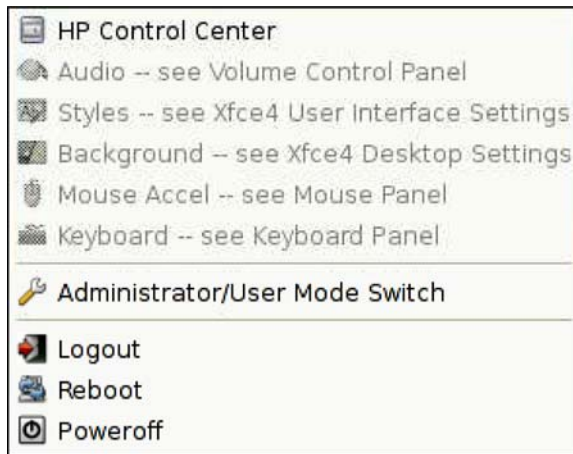 HP Control Center
Audio -- see Volume Control Panel
Styles -- see Xfce4 User Interface Settings
Background -- see Xfce4 Desktop Settings
Mouse Accel -- see Mouse Panel
Keyboard -- see Keyboard Panel
Administrator/User Mode Switch
Logout
Reboot
Poweroff